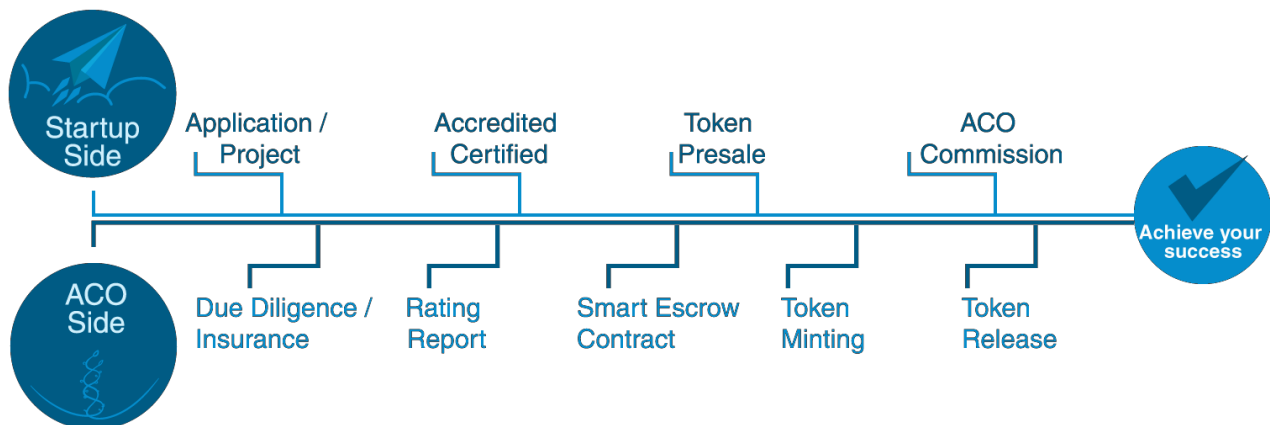 Startup
Side
Application /
Project
Accredited
Certified
Token
Presale
ACO
Commission
Achieve your
success
ACO
Side
Due Diligence /
Insurance
Rating
Report
Smart Escrow
Contract
Token
Minting
Token
Release